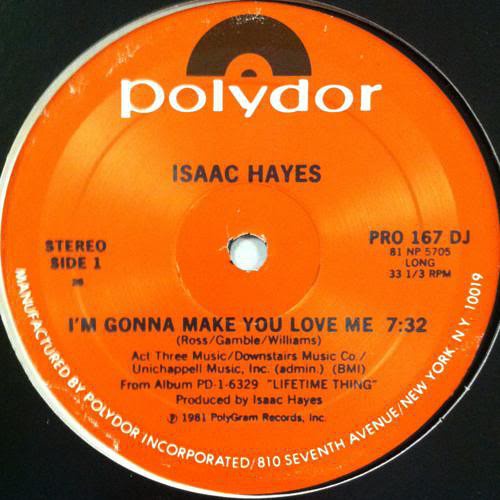 polydor
ISAAC HAYES
STEREO
SIDE 1
PRO 167 DJ
81 NP 5705
LONG
33 1/3 RPM
I'M GONNA MAKE YOU LOVE ME 7:32
(Ross/Gamble/Williams)
Act Three Music/Downstairs Music Co./
Unichappell Music, Inc. (admin.) (BMI)
From Album PD-1-6329 "LIFETIME THING"
Produced by Isaac Hayes
℗ 1981 PolyGram Records, Inc.
MANUFACTURED BY POLYDOR INCORPORATED/810 SEVENTH AVENUE/NEW YORK, N.Y. 10019